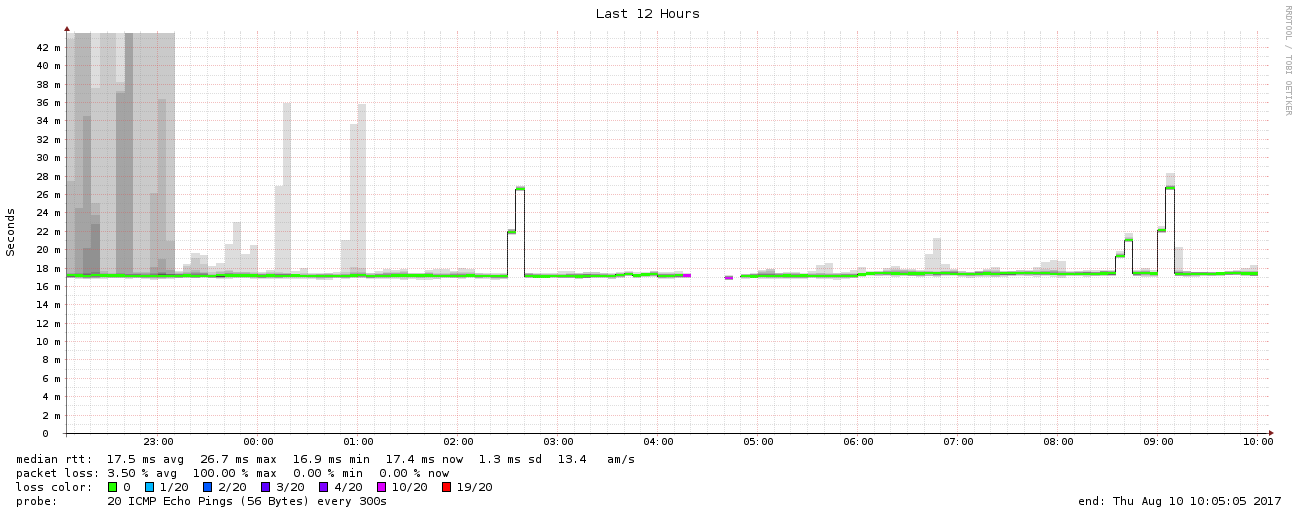 Last 12 Hours
RRDTOOL / TOBI OETIKER
Seconds
42 m
40 m
38 m
36 m
34 m
32 m
30 m
28 m
26 m
24 m
22 m
20 m
18 m
16 m
14 m
12 m
10 m
8 m
6 m
4 m
2 m
0
23:00 00:00 01:00 02:00 03:00 04:00 05:00 06:00 07:00 08:00 09:00 10:00
median rtt: 17.5 ms avg 26.7 ms max 16.9 ms min 17.4 ms now 1.3 ms sd 13.4 am/s
packet loss: 3.50 % avg 100.00 % max 0.00 % min 0.00 % now
loss color: 0 1/20 2/20 3/20 4/20 10/20 19/20
probe: 20 ICMP Echo Pings (56 Bytes) every 300s
end: Thu Aug 10 10:05:05 2017